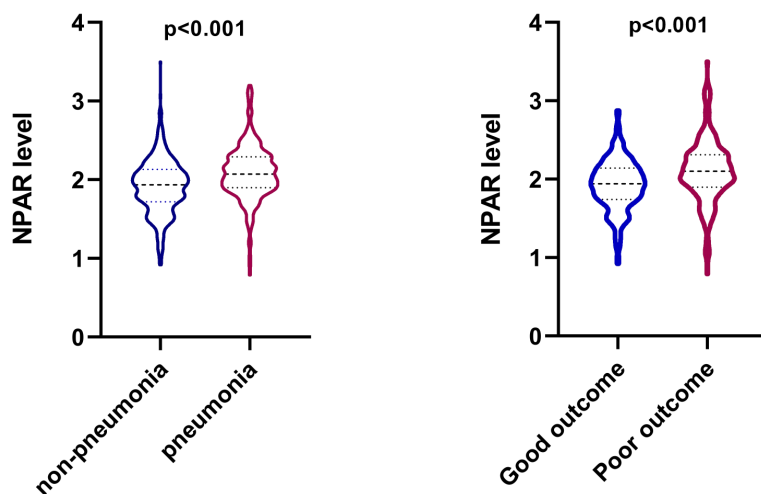 p<0.001
NPAR level
4
3
2
1
0
non-pneumonia
pneumonia
p<0.001
NPAR level
4
3
2
1
0
Good outcome
Poor outcome